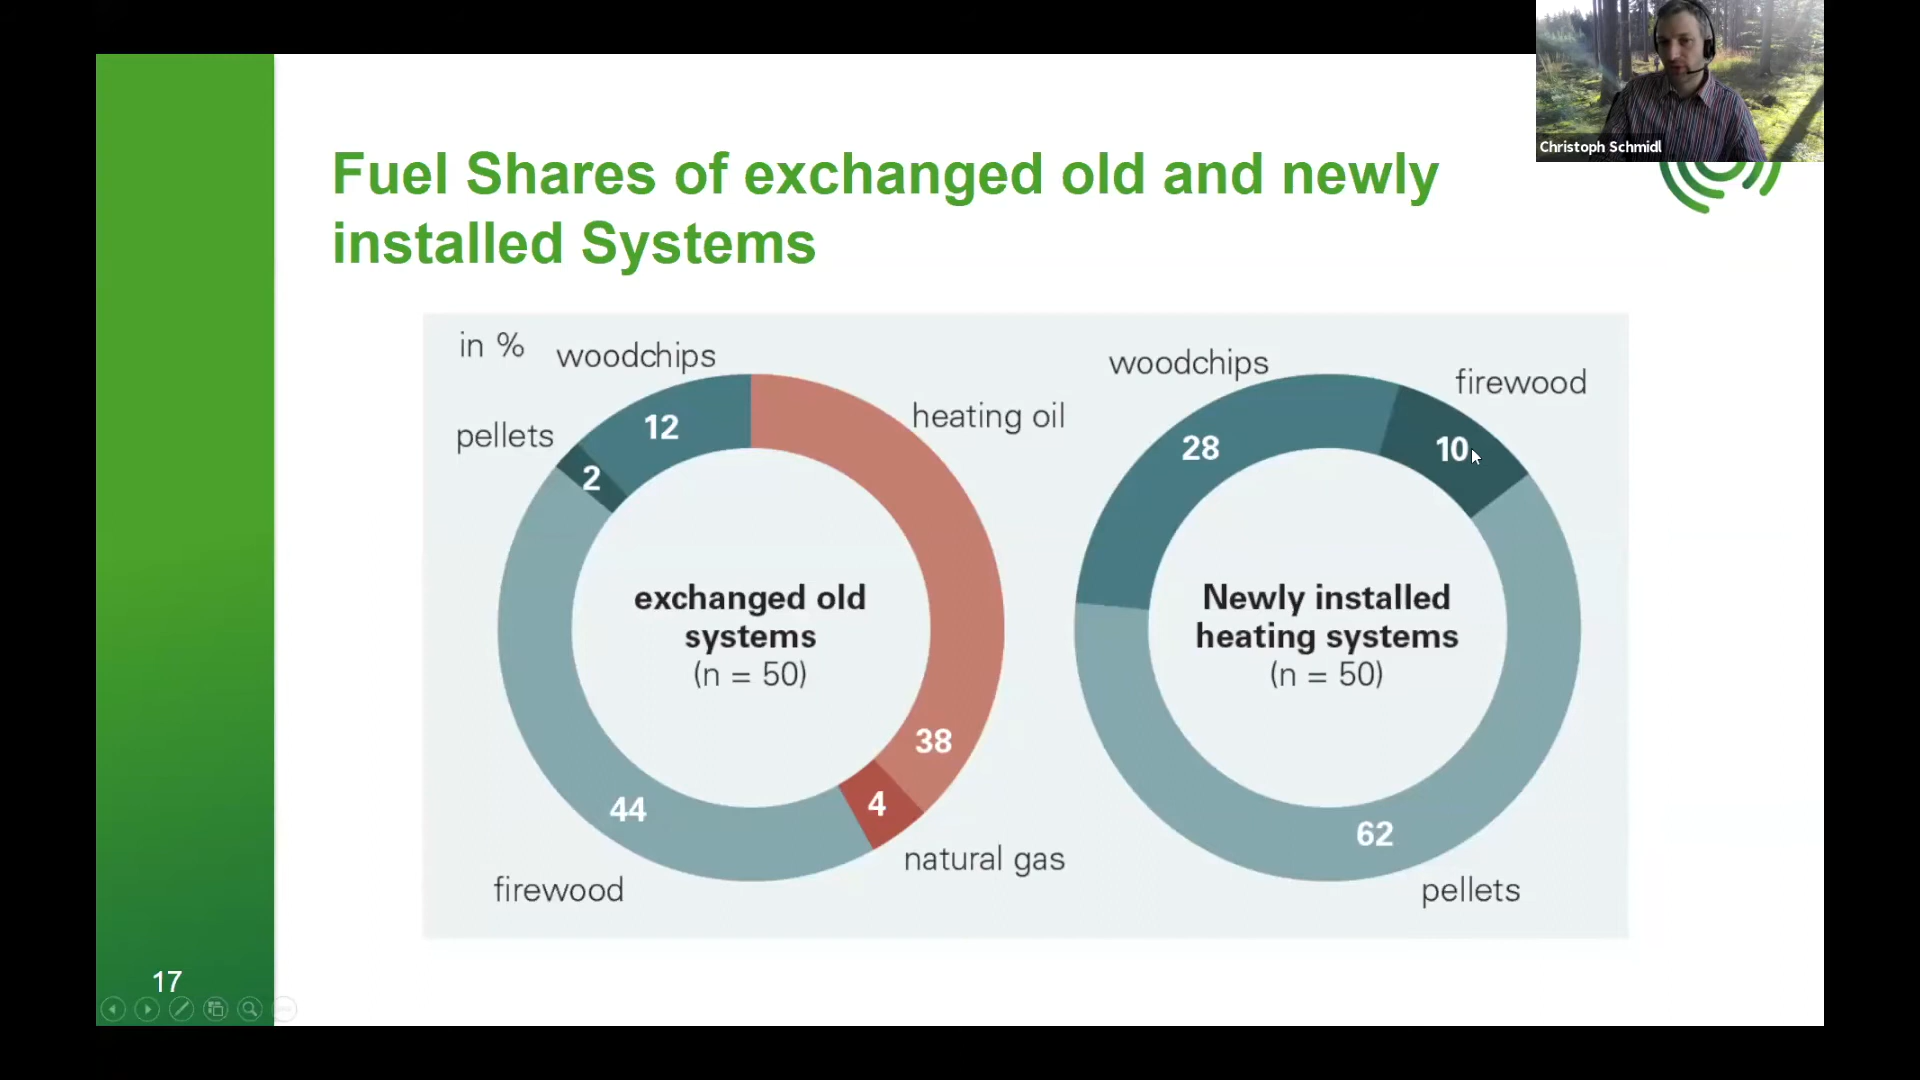 Christoph Schmidl
Fuel Shares of exchanged old and newly
installed Systems
in %
woodchips
pellets
heating oil
12
2
38
4
44
exchanged old
systems
(n = 50)
natural gas
firewood
woodchips
firewood
28
10
Newly installed
heating systems
(n = 50)
62
pellets
17